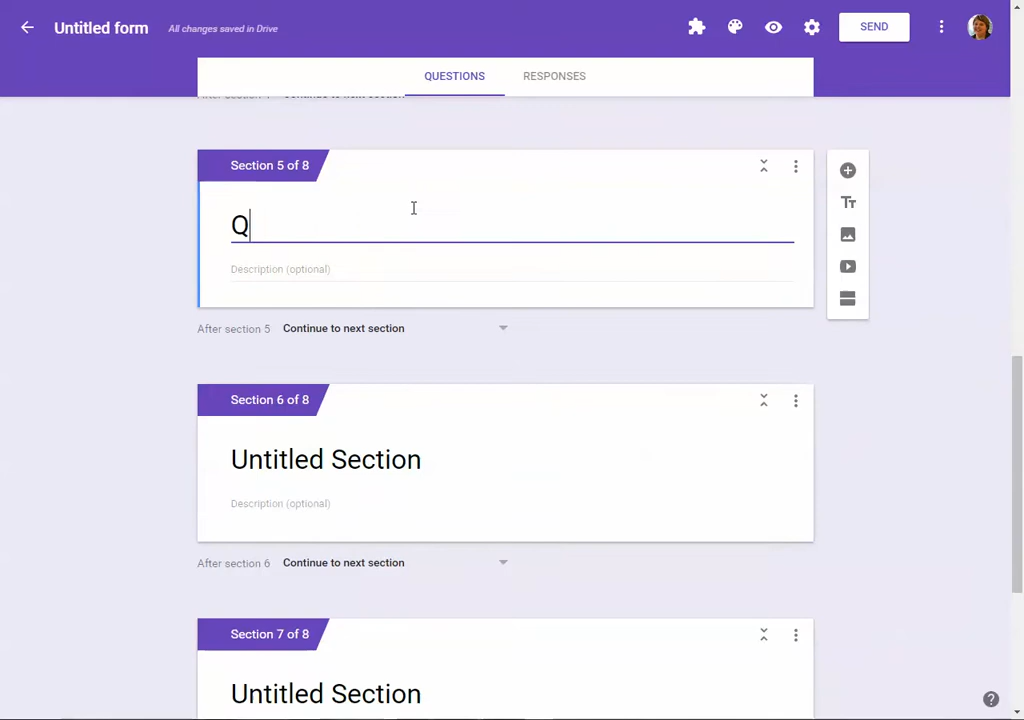 Untitled form
All changes saved in Drive
SEND
QUESTIONS
RESPONSES
Section 5 of 8
Q
Description (optional)
After section 5
Continue to next section
Section 6 of 8
Untitled Section
Description (optional)
After section 6
Continue to next section
Section 7 of 8
Untitled Section